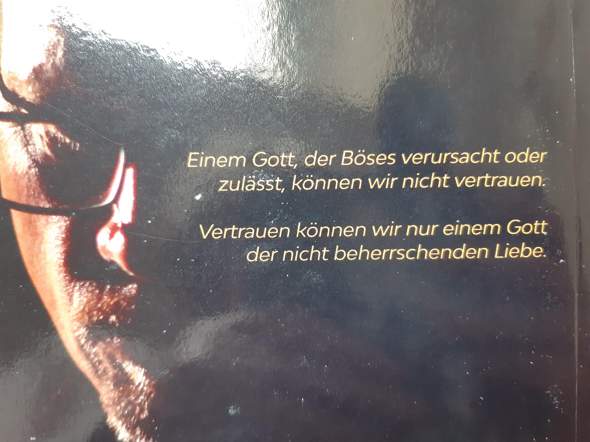 Einem Gott, der Böses verursacht oder
zulässt, können wir nicht vertrauen.
Vertrauen können wir nur einem Gott
der nicht beherrschenden Liebe.